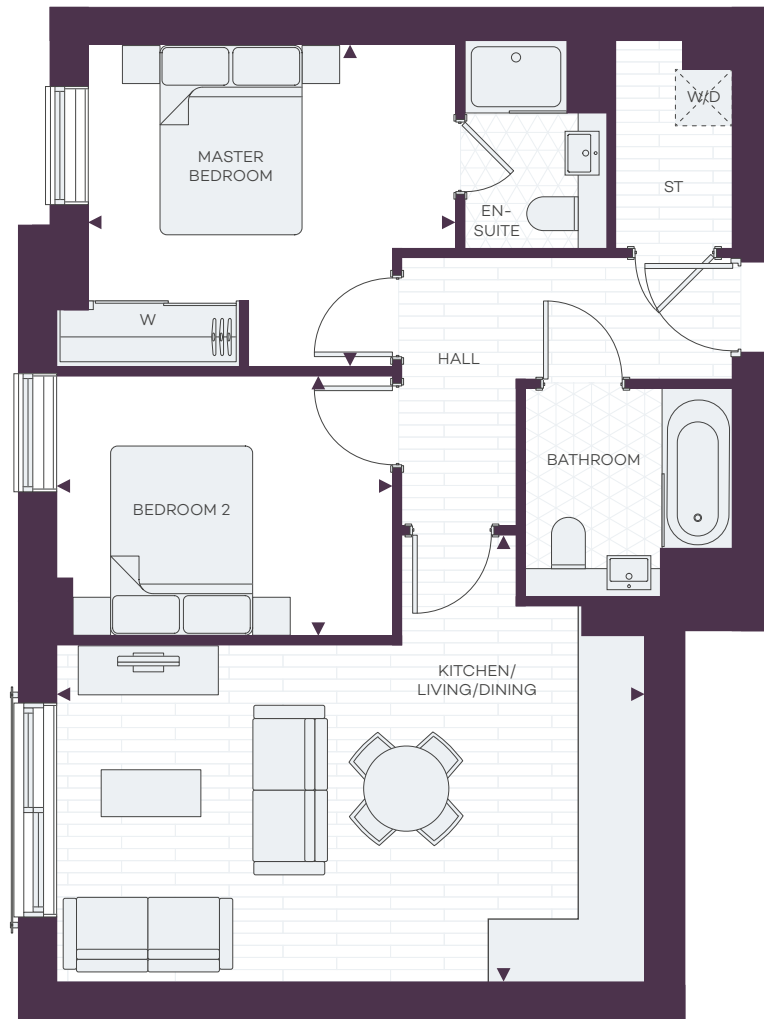 MASTER
BEDROOM
W/D
ST
EN-
SUITE
W
HALL
BATHROOM
BEDROOM 2
KITCHEN/
LIVING/DINING